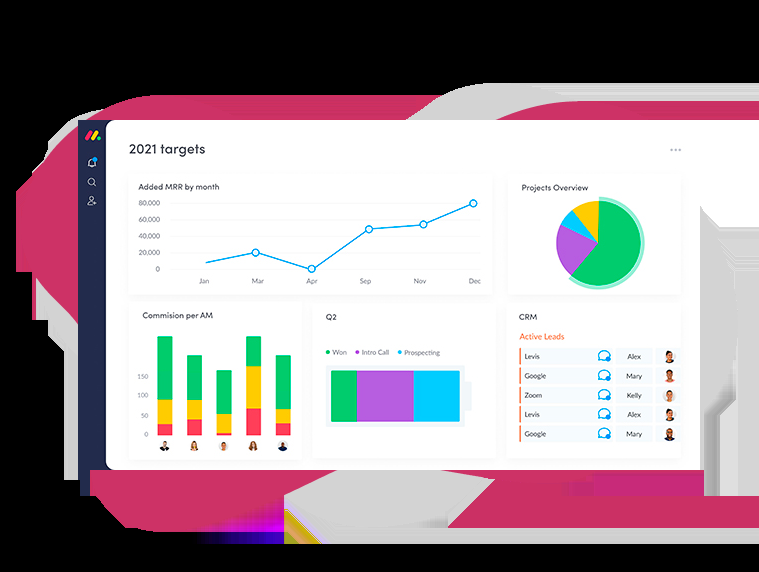 2021 targets
Added MRR by month
80,000
60,000
40,000
20,000
0
Jan Mar Apr Sep Nov Dec
Projects Overview
Commision per AM
150
100
50
0
Q2
Won Intro Call Prospecting
CRM
Active Leads
Levis Alex
Google Mary
Zoom Kelly
Levis Alex
Google Mary